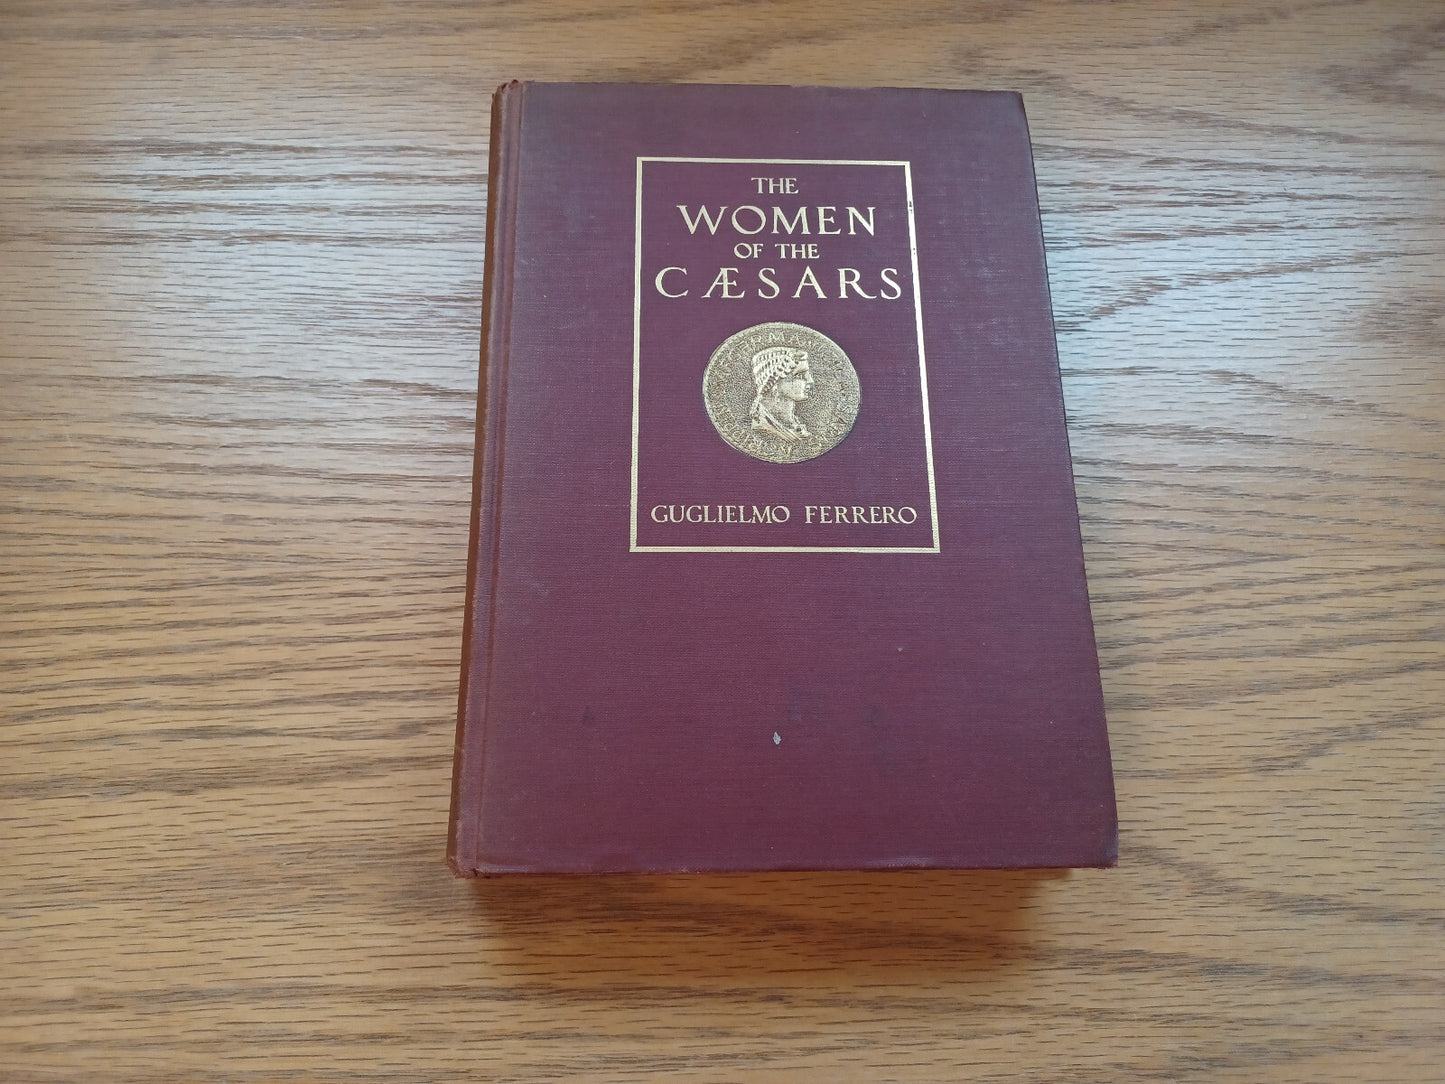 THE
WOMEN
OF THE
CÆSARS
GUGLIELMO FERRERO